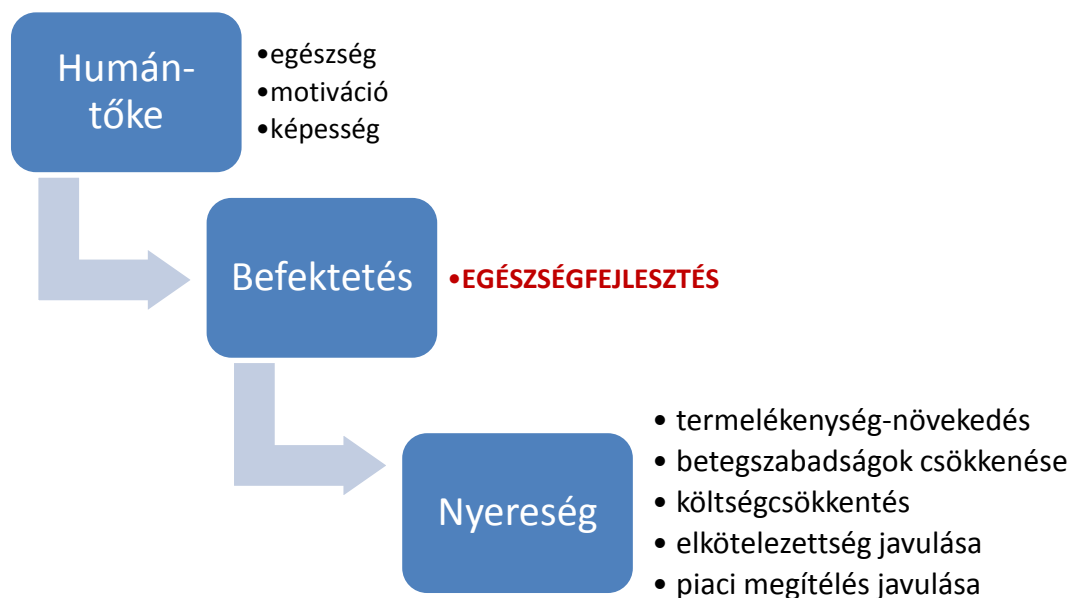 Humán-
tőke
•egészség
•motiváció
•képesség
Befektetés
•EGÉSZSÉGFEJLESZTÉS
Nyereség
• termelékenység-növekedés
• betegszabadságok csökkenése
• költségcsökkentés
• elkötelezettség javulása
• piaci megítélés javulása